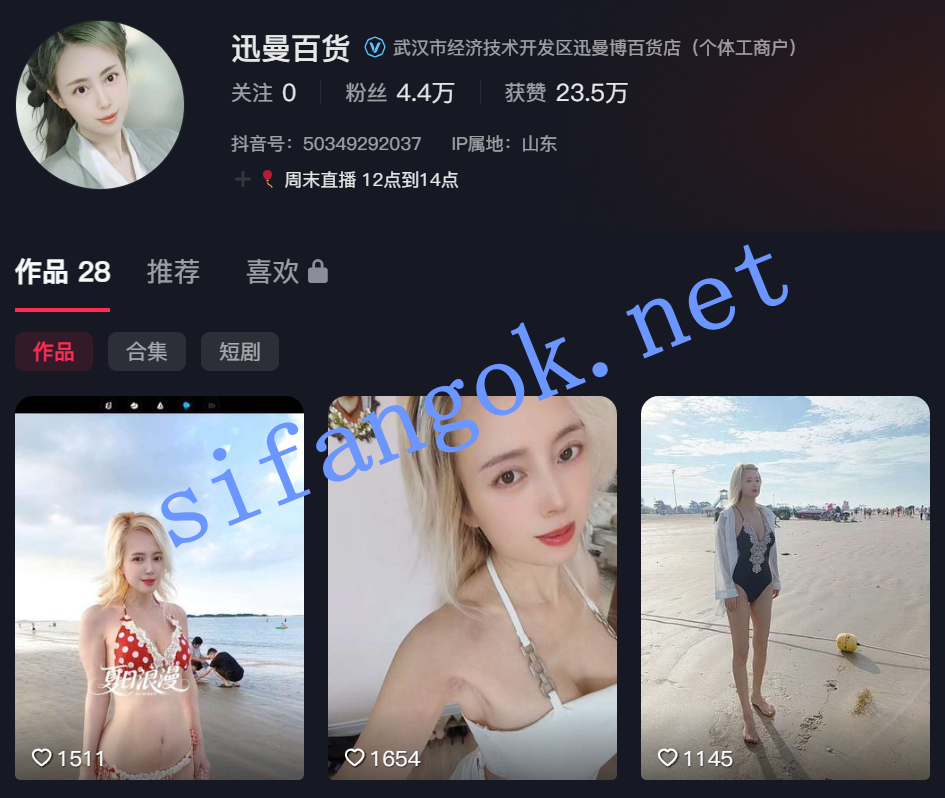 迅曼百货 武汉市经济技术开发区迅曼博百货店（个体工商户）
关注 0 粉丝 4.4万 获赞 23.5万
抖音号：50349292037 IP属地：山东
周末直播 12点到14点
作品 28 推荐 喜欢
作品 合集 短剧
sifangok.net
夏日浪漫
1511 1654 1145